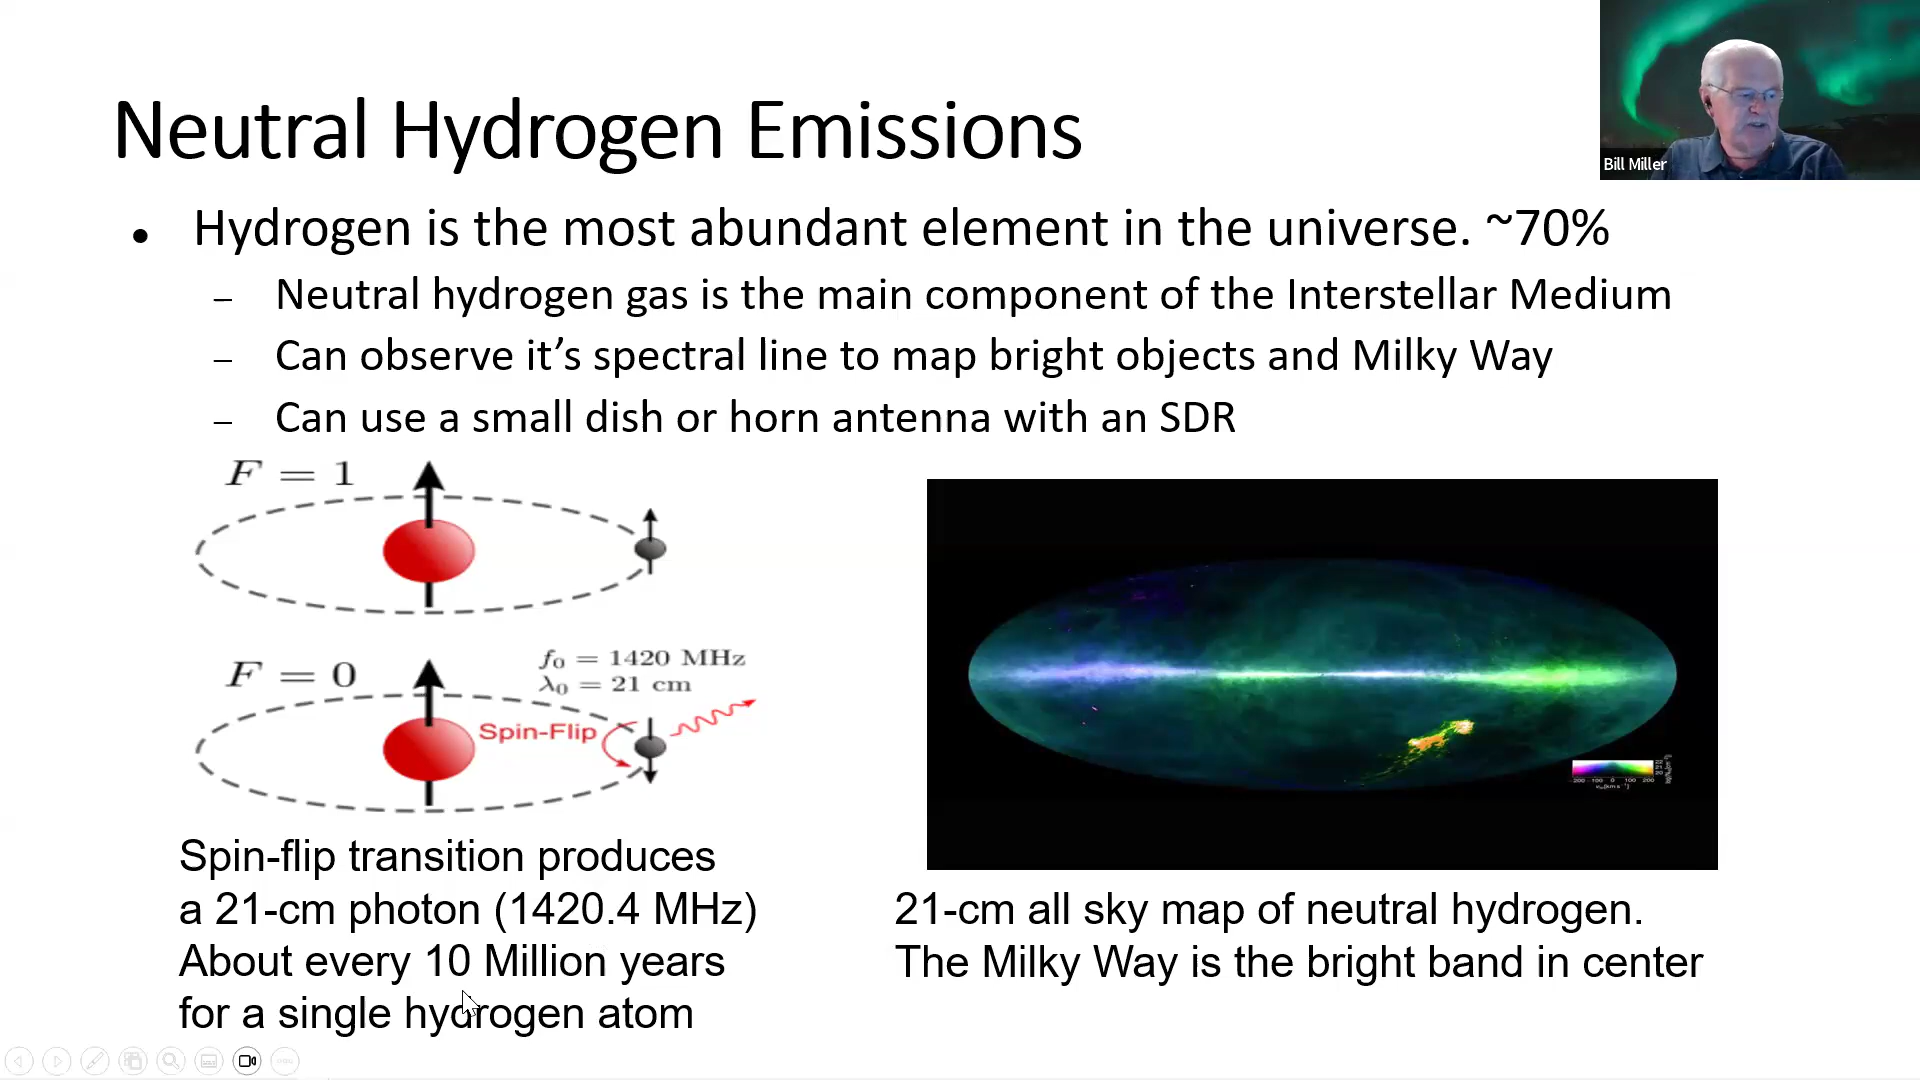 Neutral Hydrogen Emissions
Bill Miller
● Hydrogen is the most abundant element in the universe. ~70%
– Neutral hydrogen gas is the main component of the Interstellar Medium
– Can observe it’s spectral line to map bright objects and Milky Way
– Can use a small dish or horn antenna with an SDR
F = 1
F = 0
f₀ = 1420 MHz
λ₀ = 21 cm
Spin-Flip
Spin-flip transition produces
a 21-cm photon (1420.4 MHz)
About every 10 Million years
for a single hydrogen atom
21-cm all sky map of neutral hydrogen.
The Milky Way is the bright band in center